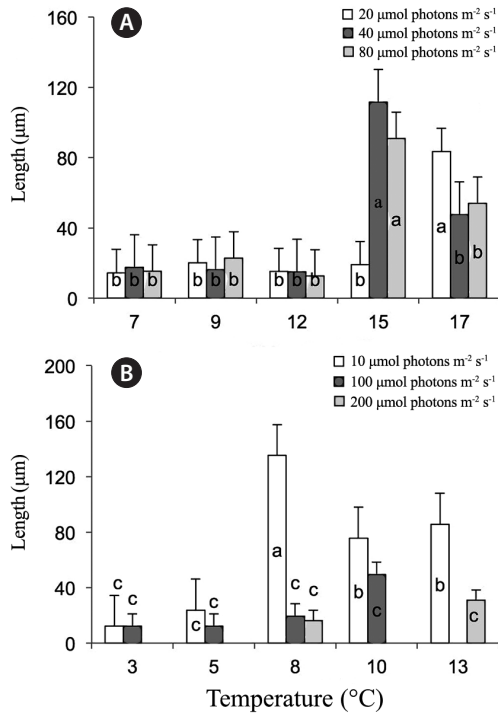 A
20 μmol photons m⁻² s⁻¹
40 μmol photons m⁻² s⁻¹
80 μmol photons m⁻² s⁻¹
Length (μm)
160
120
80
40
0
b b b b b b b b b b a a a b b
7 9 12 15 17
B
10 μmol photons m⁻² s⁻¹
100 μmol photons m⁻² s⁻¹
200 μmol photons m⁻² s⁻¹
Length (μm)
200
160
120
80
40
0
c c c c a c c b c b c
3 5 8 10 13
Temperature (°C)